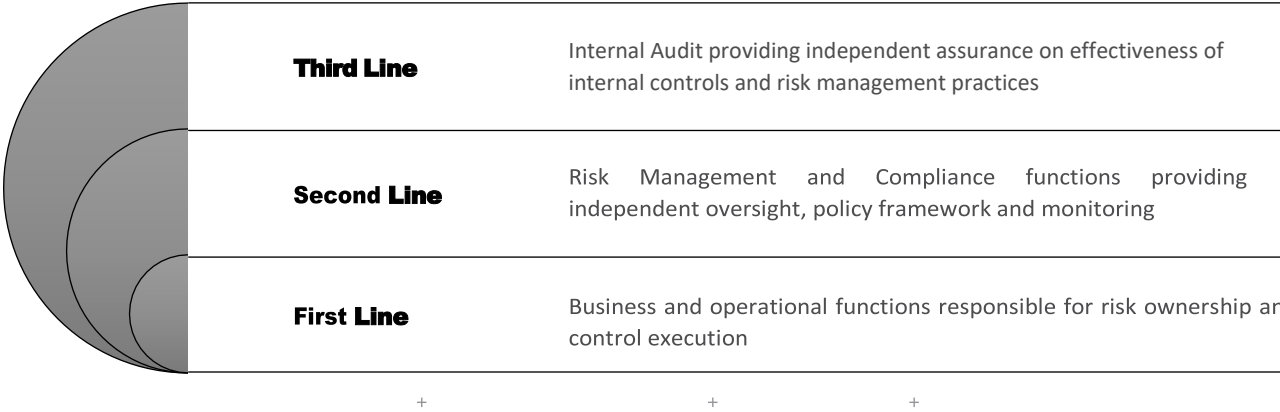 Third Line
Internal Audit providing independent assurance on effectiveness of
internal controls and risk management practices
Second Line
Risk Management and Compliance functions providing
independent oversight, policy framework and monitoring
First Line
Business and operational functions responsible for risk ownership
control execution
+ + +